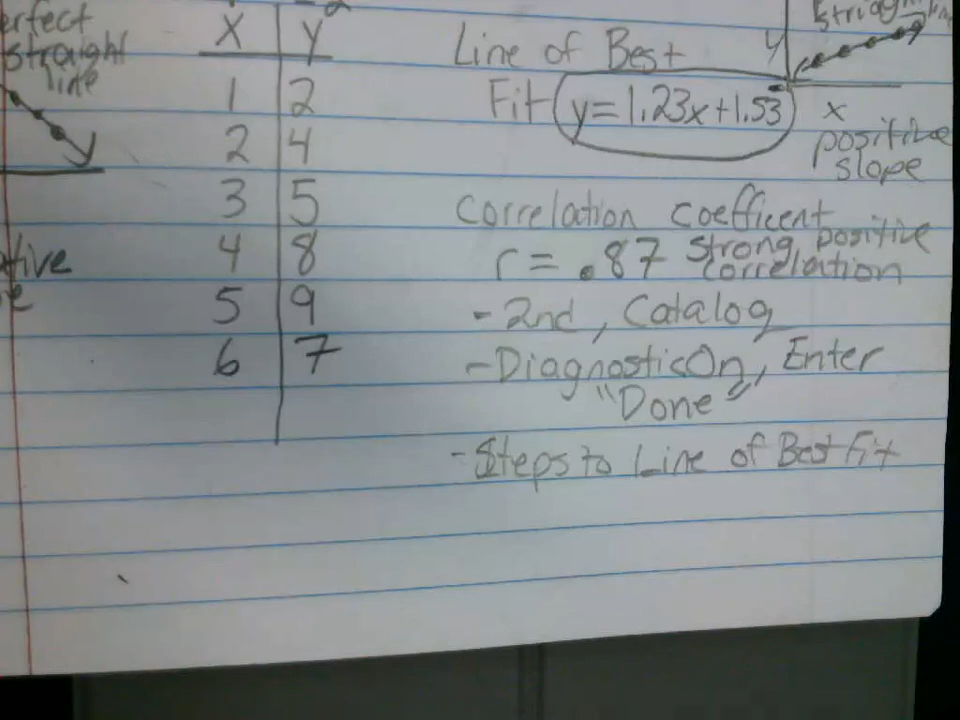 perfect
straight
line
x y
1 2
2 4
3 5
4 8
5 9
6 7
Line of Best
Fit y=1.23x+1.53
y
x
positive
slope
correlation coefficent
r = .87 strong positive
correlation
- 2nd, Catalog
- DiagnosticOn, Enter
"Done"
- Steps to Line of Best Fit